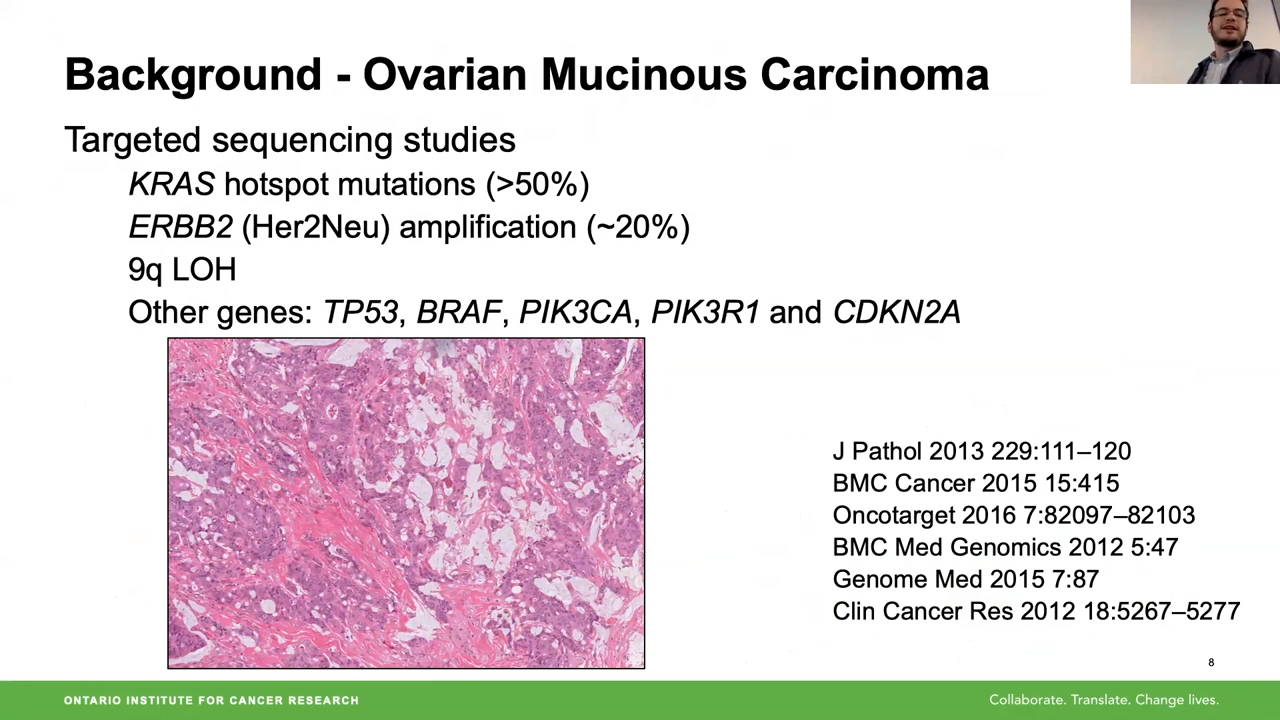 Background - Ovarian Mucinous Carcinoma
Targeted sequencing studies
KRAS hotspot mutations (>50%)
ERBB2 (Her2Neu) amplification (~20%)
9q LOH
Other genes: TP53, BRAF, PIK3CA, PIK3R1 and CDKN2A
J Pathol 2013 229:111–120
BMC Cancer 2015 15:415
Oncotarget 2016 7:82097–82103
BMC Med Genomics 2012 5:47
Genome Med 2015 7:87
Clin Cancer Res 2012 18:5267–5277
8
ONTARIO INSTITUTE FOR CANCER RESEARCH
Collaborate. Translate. Change lives.